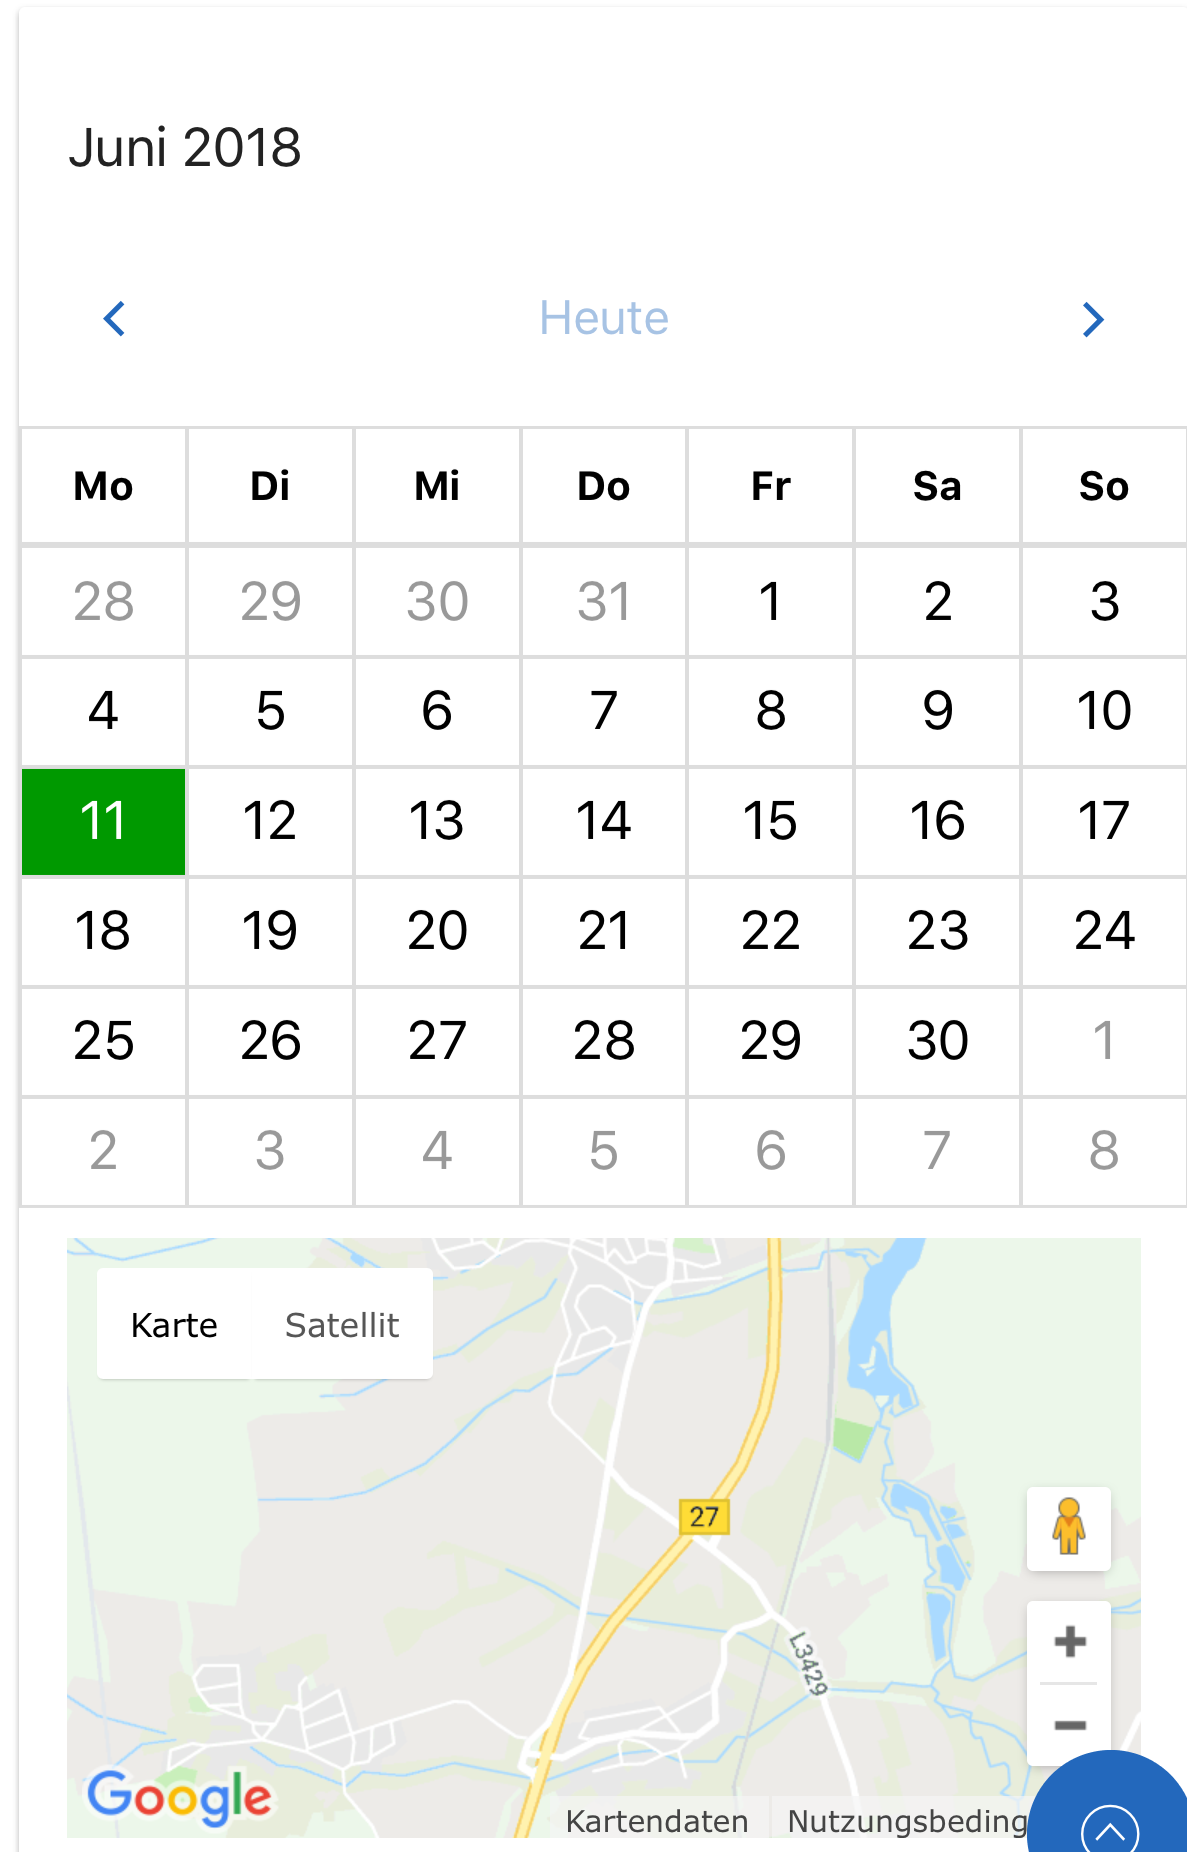 Juni 2018
Heute
Mo Di Mi Do Fr Sa So
28 29 30 31 1 2 3
4 5 6 7 8 9 10
11 12 13 14 15 16 17
18 19 20 21 22 23 24
25 26 27 28 29 30 1
2 3 4 5 6 7 8
Karte Satellit
27
L3429
Google
Kartendaten Nutzungsbeding